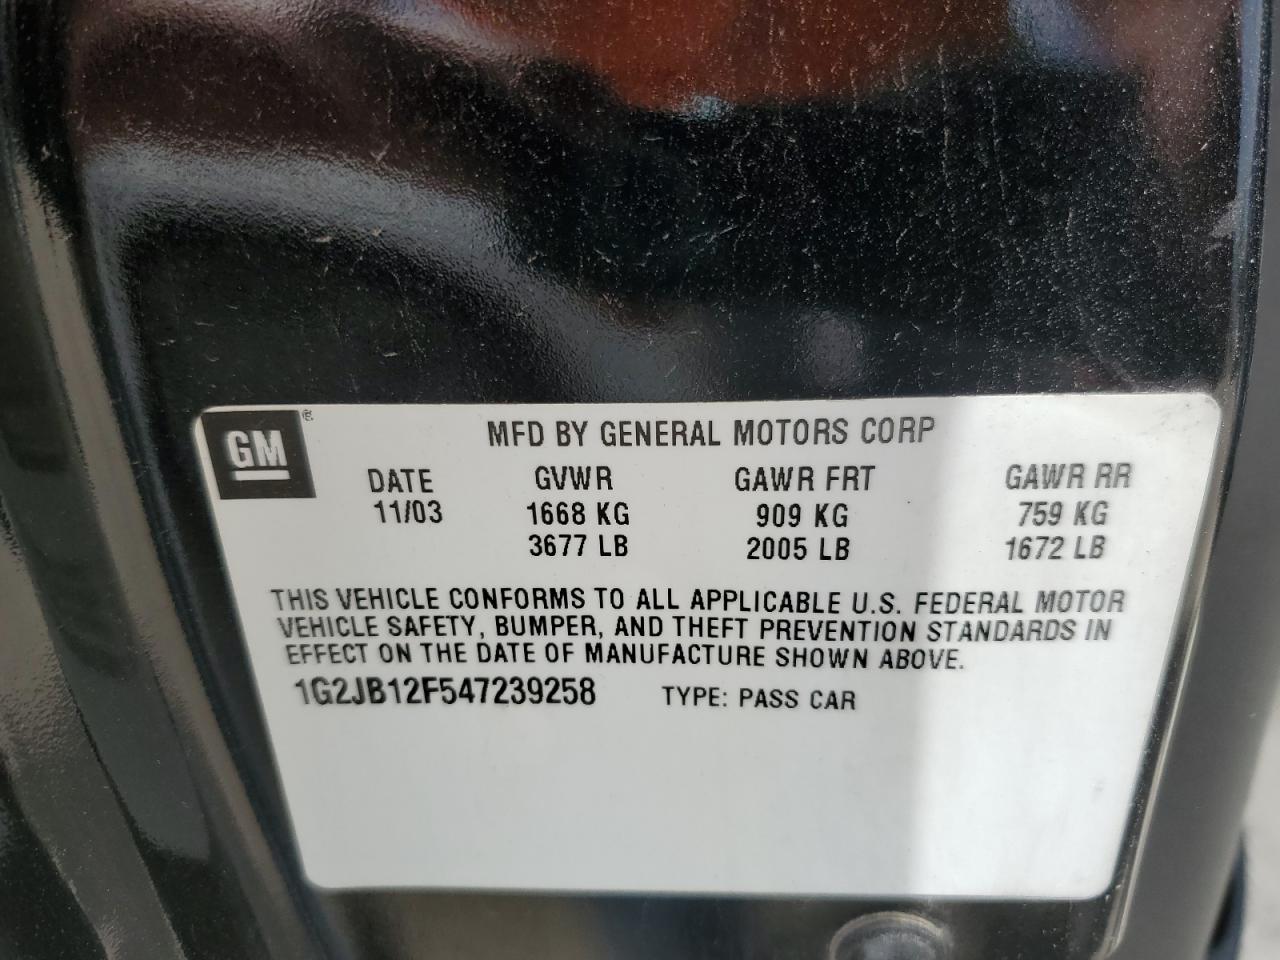 GM®
MFD BY GENERAL MOTORS CORP
DATE GVWR GAWR FRT GAWR RR
11/03 1668 KG 909 KG 759 KG
3677 LB 2005 LB 1672 LB
THIS VEHICLE CONFORMS TO ALL APPLICABLE U.S. FEDERAL MOTOR
VEHICLE SAFETY, BUMPER, AND THEFT PREVENTION STANDARDS IN
EFFECT ON THE DATE OF MANUFACTURE SHOWN ABOVE.
1G2JB12F547239258 TYPE: PASS CAR